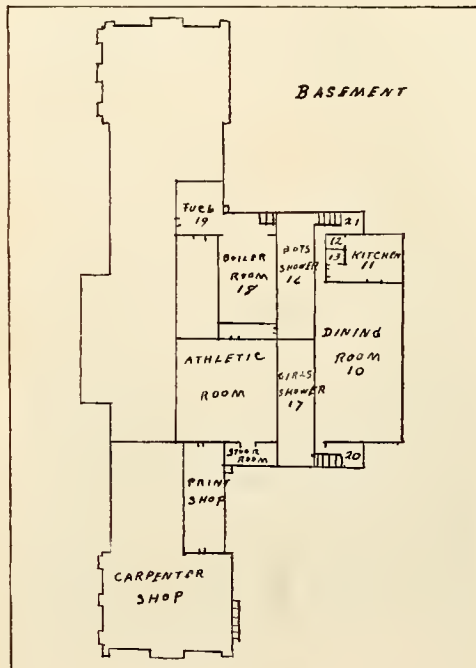 BASEMENT
FUEL
19
21
BOILER
ROOM
18
BOYS
SHOWER
16
12
13
KITCHEN
11
DINING
ROOM
10
ATHLETIC
ROOM
GIRLS
SHOWER
17
STOOR
ROOM
20
PRINT
SHOP
CARPENTER
SHOP